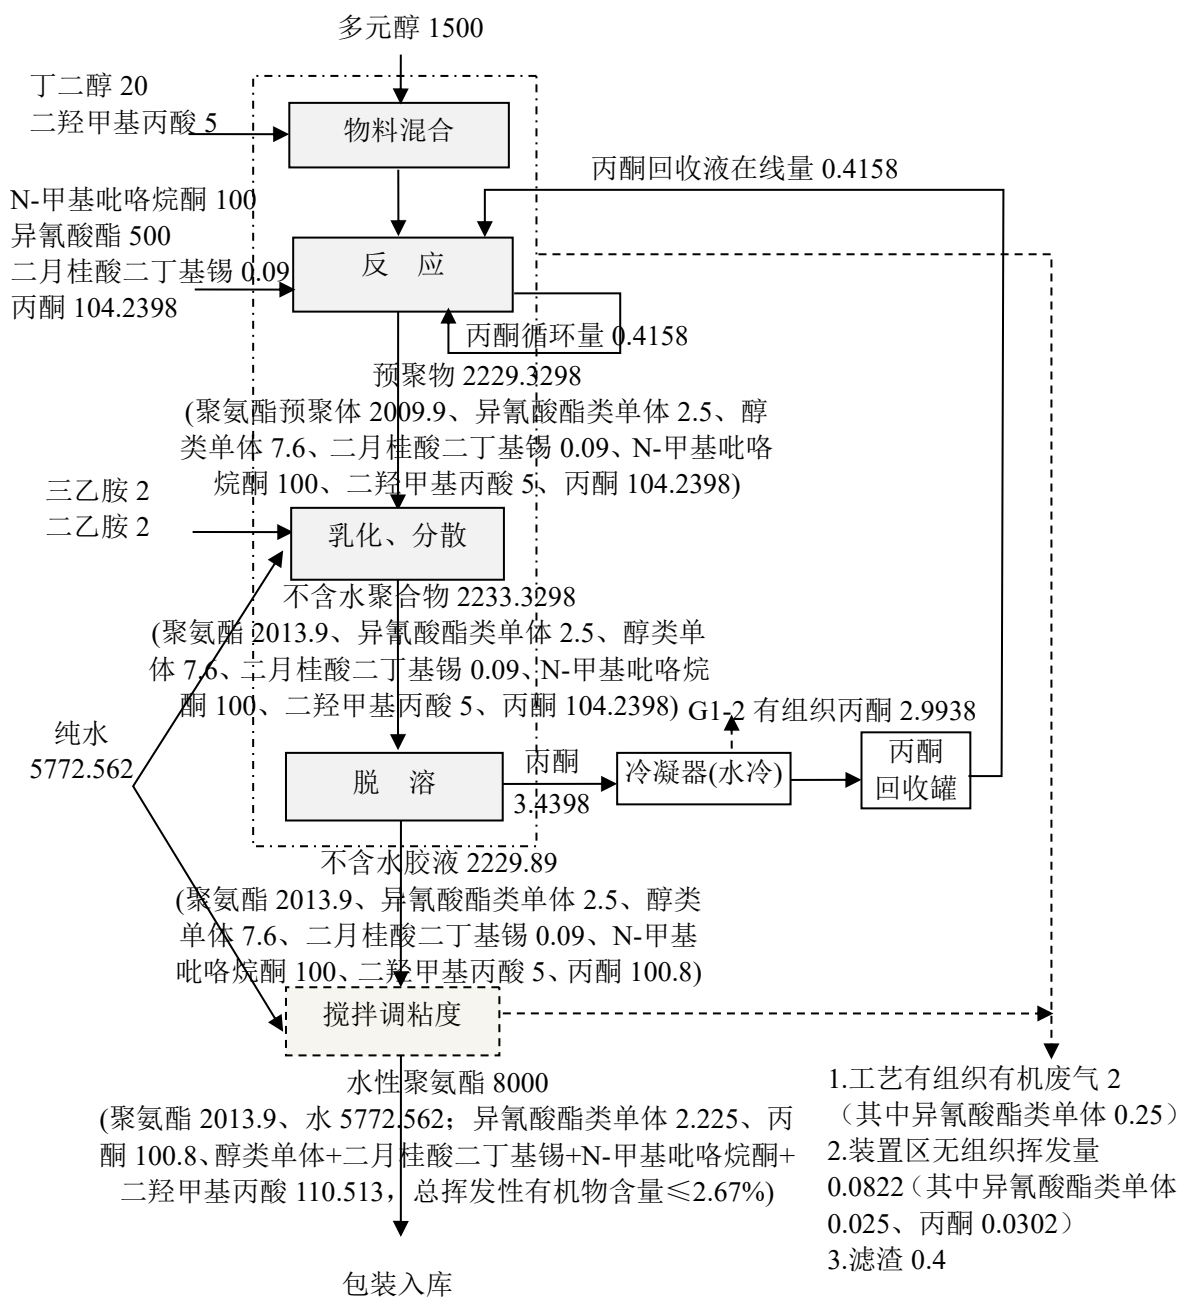 多元醇 1500
丁二醇 20
二羟甲基丙酸 5
物料混合
丙酮回收液在线量 0.4158
N-甲基吡咯烷酮 100
异氰酸酯 500
二月桂酸二丁基锡 0.09
丙酮 104.2398
反 应
丙酮循环量 0.4158
预聚物 2229.3298
(聚氨酯预聚体 2009.9、异氰酸酯类单体 2.5、醇
类单体 7.6、二月桂酸二丁基锡 0.09、N-甲基吡咯
烷酮 100、二羟甲基丙酸 5、丙酮 104.2398)
三乙胺 2
二乙胺 2
乳化、分散
不含水聚合物 2233.3298
(聚氨酯 2013.9、异氰酸酯类单体 2.5、醇类单
体 7.6、二月桂酸二丁基锡 0.09、N-甲基吡咯烷
酮 100、二羟甲基丙酸 5、丙酮 104.2398)
G1-2 有组织丙酮 2.9938
纯水
5772.562
脱 溶
丙酮
3.4398
冷凝器(水冷)
丙酮
回收罐
不含水胶液 2229.89
(聚氨酯 2013.9、异氰酸酯类单体 2.5、醇类
单体 7.6、二月桂酸二丁基锡 0.09、N-甲基
吡咯烷酮 100、二羟甲基丙酸 5、丙酮 100.8)
搅拌调粘度
水性聚氨酯 8000
(聚氨酯 2013.9、水 5772.562；异氰酸酯类单体 2.225、丙
酮 100.8、醇类单体+二月桂酸二丁基锡+N-甲基吡咯烷酮+
二羟甲基丙酸 110.513，总挥发性有机物含量≤2.67%)
包装入库
1.工艺有组织有机废气 2
（其中异氰酸酯类单体 0.25）
2.装置区无组织挥发量
0.0822（其中异氰酸酯类单体
0.025、丙酮 0.0302）
3.滤渣 0.4